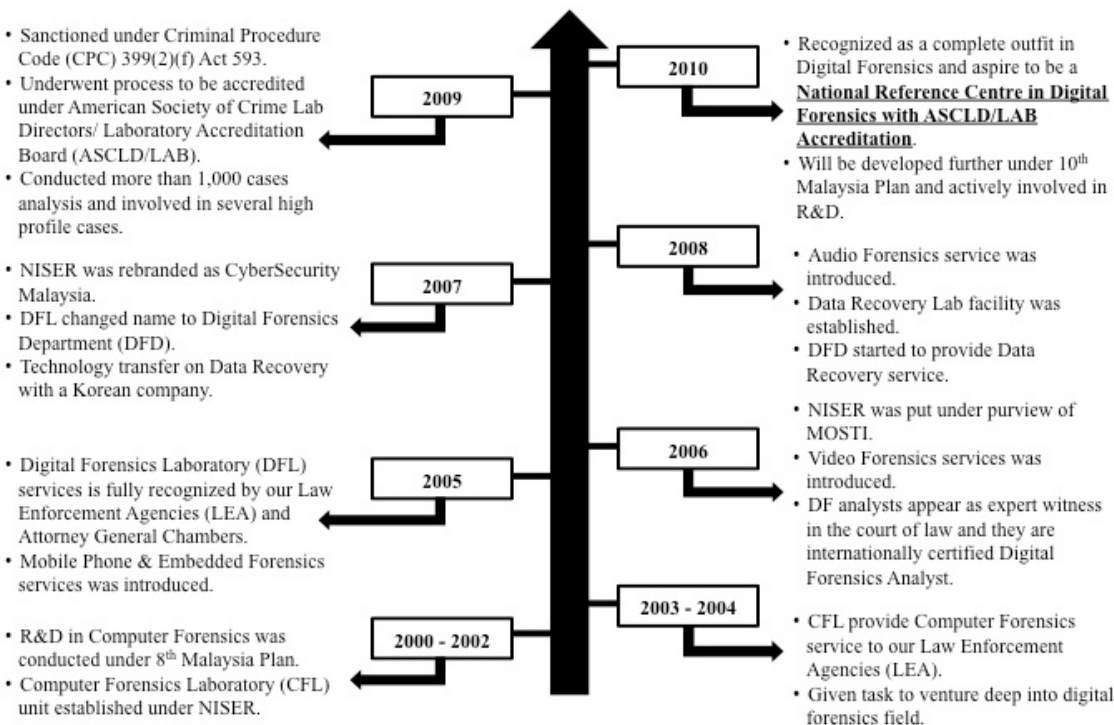 • Sanctioned under Criminal Procedure
Code (CPC) 399(2)(f) Act 593.
• Underwent process to be accredited
under American Society of Crime Lab
Directors/ Laboratory Accreditation
Board (ASCLD/LAB).
• Conducted more than 1,000 cases
analysis and involved in several high
profile cases.
2009
2010
• Recognized as a complete outfit in
Digital Forensics and aspire to be a
National Reference Centre in Digital
Forensics with ASCLD/LAB
Accreditation.
• Will be developed further under 10th
Malaysia Plan and actively involved in
R&D.
• NISER was rebranded as CyberSecurity
Malaysia.
• DFL changed name to Digital Forensics
Department (DFD).
• Technology transfer on Data Recovery
with a Korean company.
2007
2008
• Audio Forensics service was
introduced.
• Data Recovery Lab facility was
established.
• DFD started to provide Data
Recovery service.
• Digital Forensics Laboratory (DFL)
services is fully recognized by our Law
Enforcement Agencies (LEA) and
Attorney General Chambers.
• Mobile Phone & Embedded Forensics
services was introduced.
2005
2006
• NISER was put under purview of
MOSTI.
• Video Forensics services was
introduced.
• DF analysts appear as expert witness
in the court of law and they are
internationally certified Digital
Forensics Analyst.
• R&D in Computer Forensics was
conducted under 8th Malaysia Plan.
• Computer Forensics Laboratory (CFL)
unit established under NISER.
2000 - 2002
2003 - 2004
• CFL provide Computer Forensics
service to our Law Enforcement
Agencies (LEA).
• Given task to venture deep into digital
forensics field.